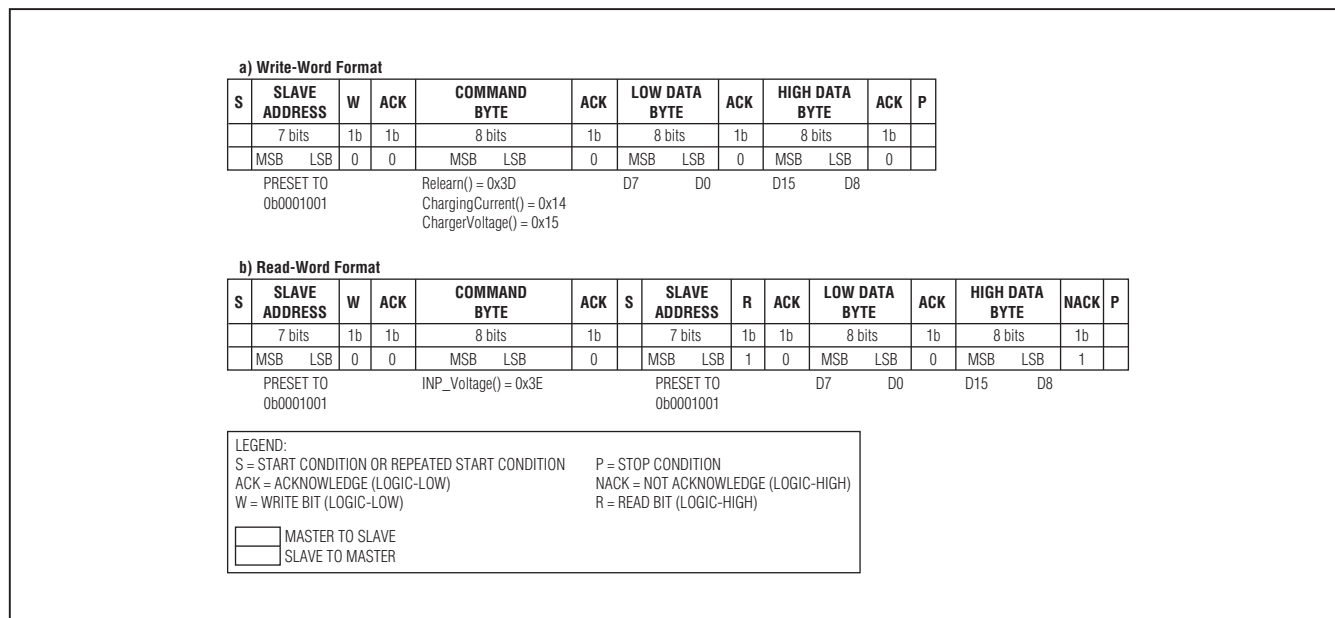 a) Write-Word Format
S SLAVE ADDRESS W ACK COMMAND BYTE ACK LOW DATA BYTE ACK HIGH DATA BYTE ACK P
7 bits 1b 1b 8 bits 1b 8 bits 1b 8 bits 1b
MSB LSB 0 0 MSB LSB 0 MSB LSB 0 MSB LSB 0
PRESET TO Relearn() = 0x3D D7 D0 D15 D8
0b0001001 ChargingCurrent() = 0x14
ChargerVoltage() = 0x15
b) Read-Word Format
S SLAVE ADDRESS W ACK COMMAND BYTE ACK S SLAVE ADDRESS R ACK LOW DATA BYTE ACK HIGH DATA BYTE NACK P
7 bits 1b 1b 8 bits 1b 7 bits 1b 1b 8 bits 1b 8 bits 1b
MSB LSB 0 0 MSB LSB 0 MSB LSB 1 0 MSB LSB 0 MSB LSB 1
PRESET TO INP_Voltage() = 0x3E PRESET TO D7 D0 D15 D8
0b0001001 0b0001001
LEGEND:
S = START CONDITION OR REPEATED START CONDITION P = STOP CONDITION
ACK = ACKNOWLEDGE (LOGIC-LOW) NACK = NOT ACKNOWLEDGE (LOGIC-HIGH)
W = WRITE BIT (LOGIC-LOW) R = READ BIT (LOGIC-HIGH)
MASTER TO SLAVE
SLAVE TO MASTER